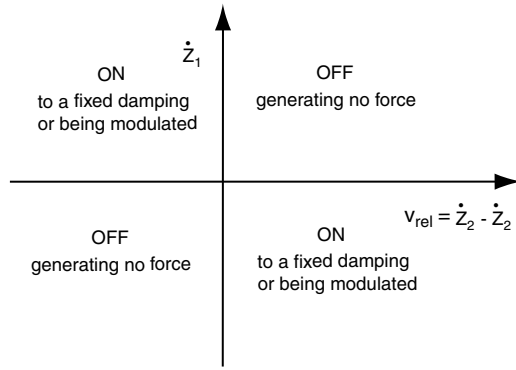 Ż₁
ON
to a fixed damping
or being modulated
OFF
generating no force
v_rel = Ż₂ - Ż₂
OFF
generating no force
ON
to a fixed damping
or being modulated